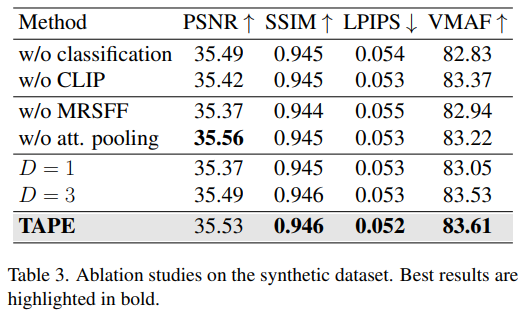 Method PSNR ↑ SSIM ↑ LPIPS ↓ VMAF ↑
w/o classification 35.49 0.945 0.054 82.83
w/o CLIP 35.42 0.945 0.053 83.37
w/o MRSFF 35.37 0.944 0.055 82.94
w/o att. pooling 35.56 0.945 0.053 83.22
D = 1 35.37 0.945 0.053 83.05
D = 3 35.49 0.946 0.053 83.53
TAPE 35.53 0.946 0.052 83.61
Table 3. Ablation studies on the synthetic dataset. Best results are
highlighted in bold.